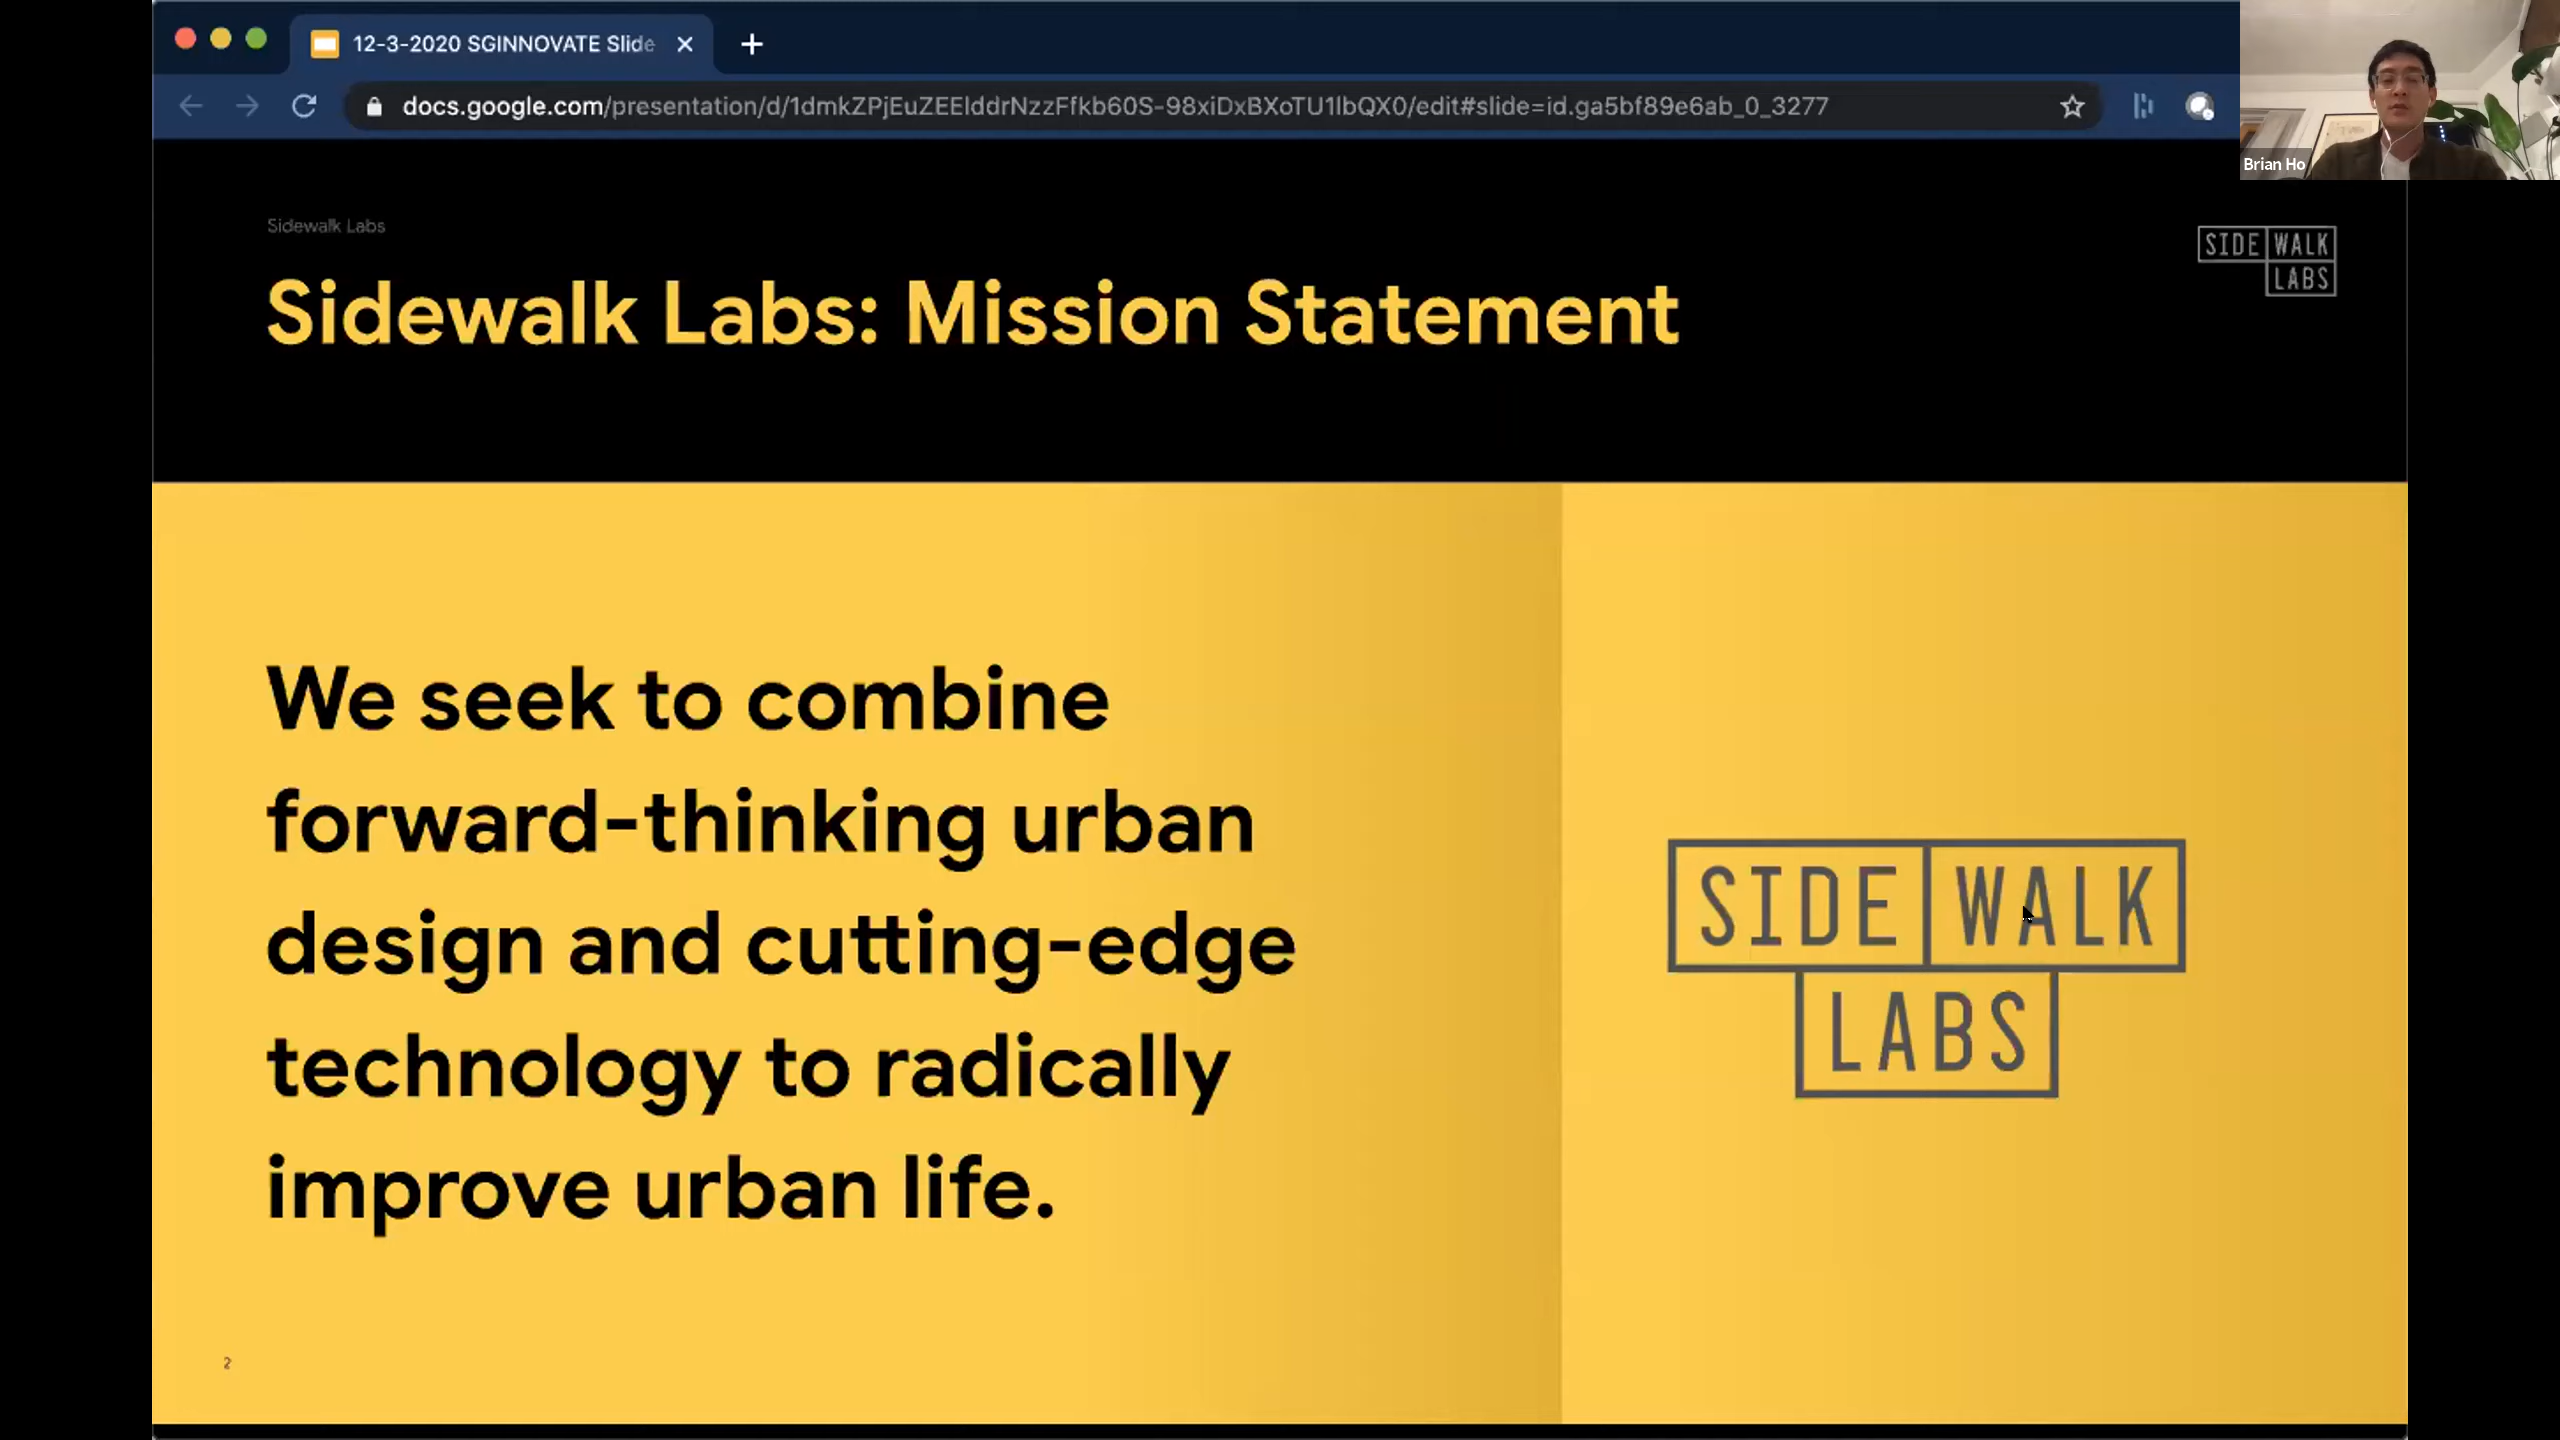 12-3-2020 SGINNOVATE Slide
docs.google.com/presentation/d/1dmkZPjEuZEElddrNzzFfkb60S-98xiDxBXoTU1lbQX0/edit#slide=id.ga5bf89e6ab_0_3277
Brian Ho
Sidewalk Labs
SIDE WALK
LABS
Sidewalk Labs: Mission Statement
We seek to combine
forward-thinking urban
design and cutting-edge
technology to radically
improve urban life.
SIDE WALK
LABS
2